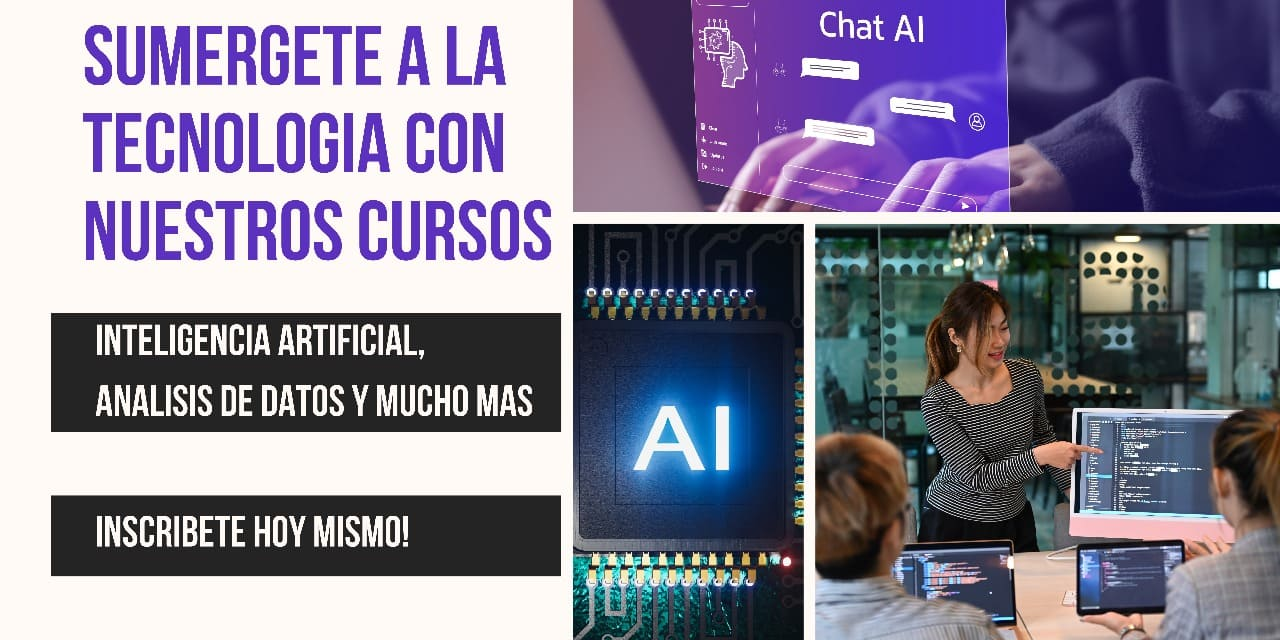 SUMERGETE A LA
TECNOLOGIA CON
NUESTROS CURSOS
INTELIGENCIA ARTIFICIAL,
ANALISIS DE DATOS Y MUCHO MAS
INSCRIBETE HOY MISMO!
Chat AI
AI